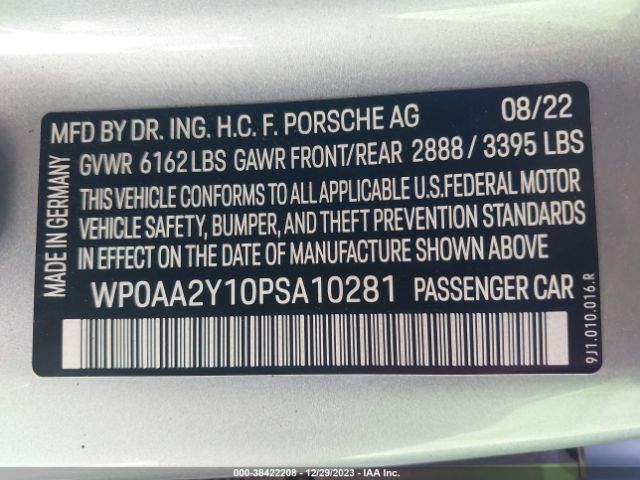 MFD BY DR. ING. H.C. F. PORSCHE AG 08/22
GVWR 6162 LBS GAWR FRONT/REAR 2888 / 3395 LBS
THIS VEHICLE CONFORMS TO ALL APPLICABLE U.S.FEDERAL MOTOR
VEHICLE SAFETY, BUMPER, AND THEFT PREVENTION STANDARDS
IN EFFECT ON THE DATE OF MANUFACTURE SHOWN ABOVE
WP0AA2Y10PSA10281 PASSENGER CAR
MADE IN GERMANY
9J1.010.016.R
000-38422208 - 12/29/2023 - IAA Inc.